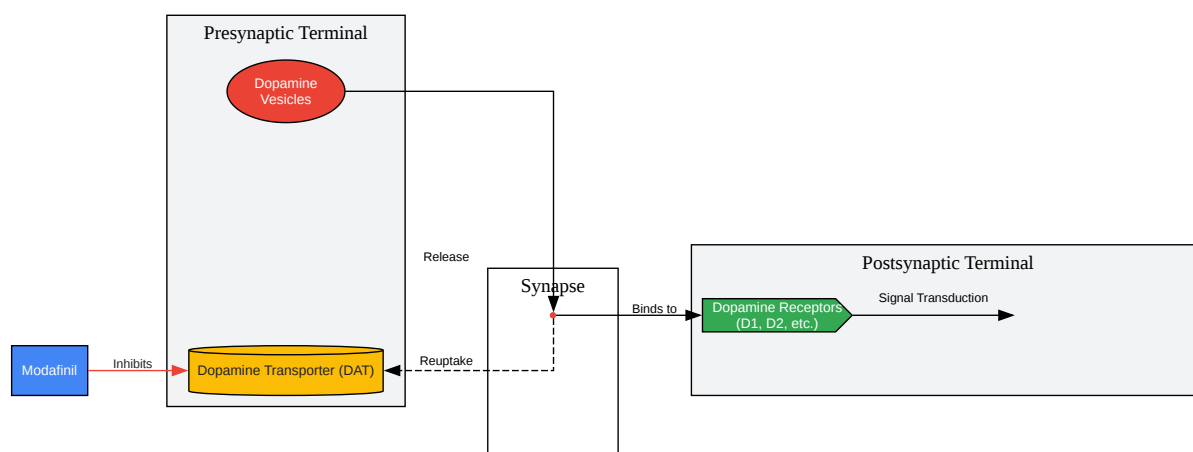 Presynaptic Terminal
Dopamine
Vesicles
Release
Synapse
Postsynaptic Terminal
Binds to
Dopamine Receptors
(D1, D2, etc.)
Signal Transduction
Modafinil
Inhibits
Dopamine Transporter (DAT)
Reuptake